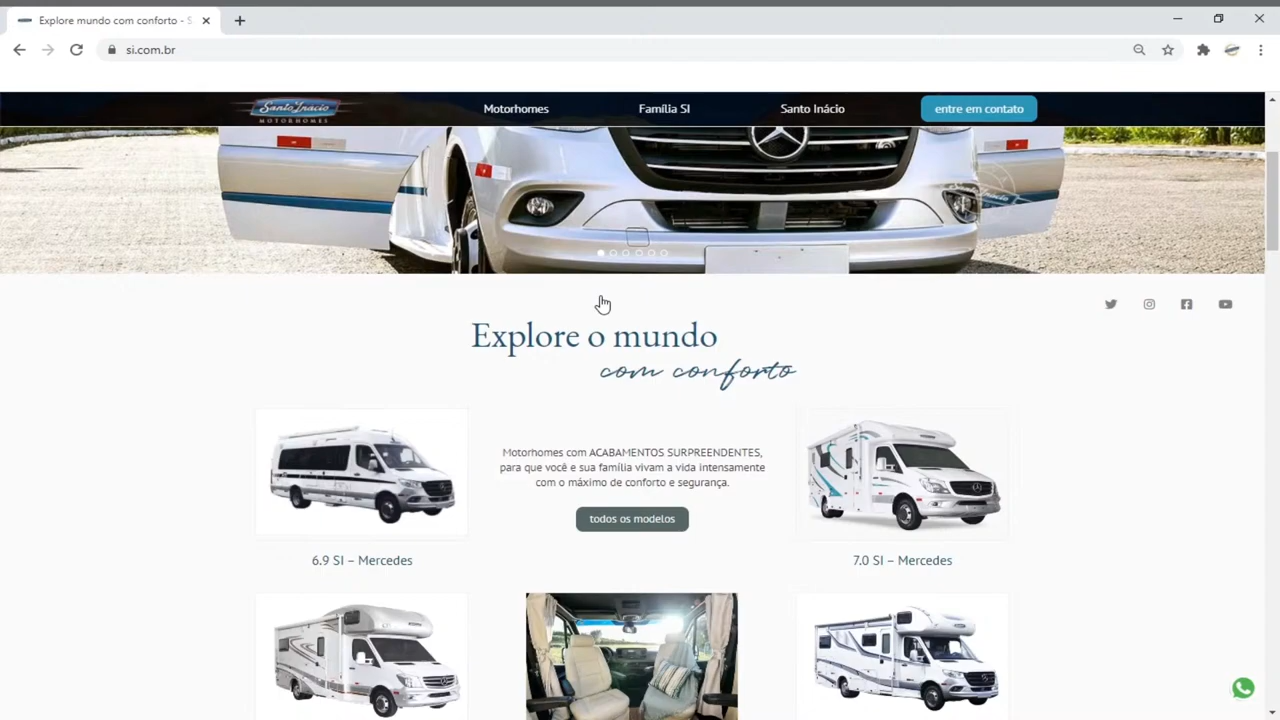 Explore mundo com conforto - S
si.com.br
Santo Inácio
MOTORHOMES
Motorhomes
Família SI
Santo Inácio
entre em contato
Explore o mundo
com conforto
Motorhomes com ACABAMENTOS SURPREENDENTES,
para que você e sua família vivam a vida intensamente
com o máximo de conforto e segurança.
todos os modelos
6.9 SI – Mercedes
7.0 SI – Mercedes